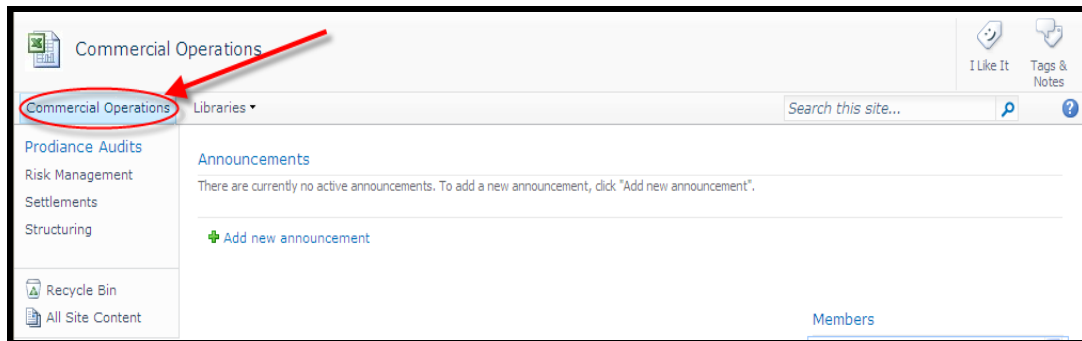 Commercial Operations
I Like It
Tags &
Notes
Commercial Operations
Libraries
Search this site...
Prodiance Audits
Risk Management
Settlements
Structuring
Announcements
There are currently no active announcements. To add a new announcement, click "Add new announcement".
Add new announcement
Recycle Bin
All Site Content
Members